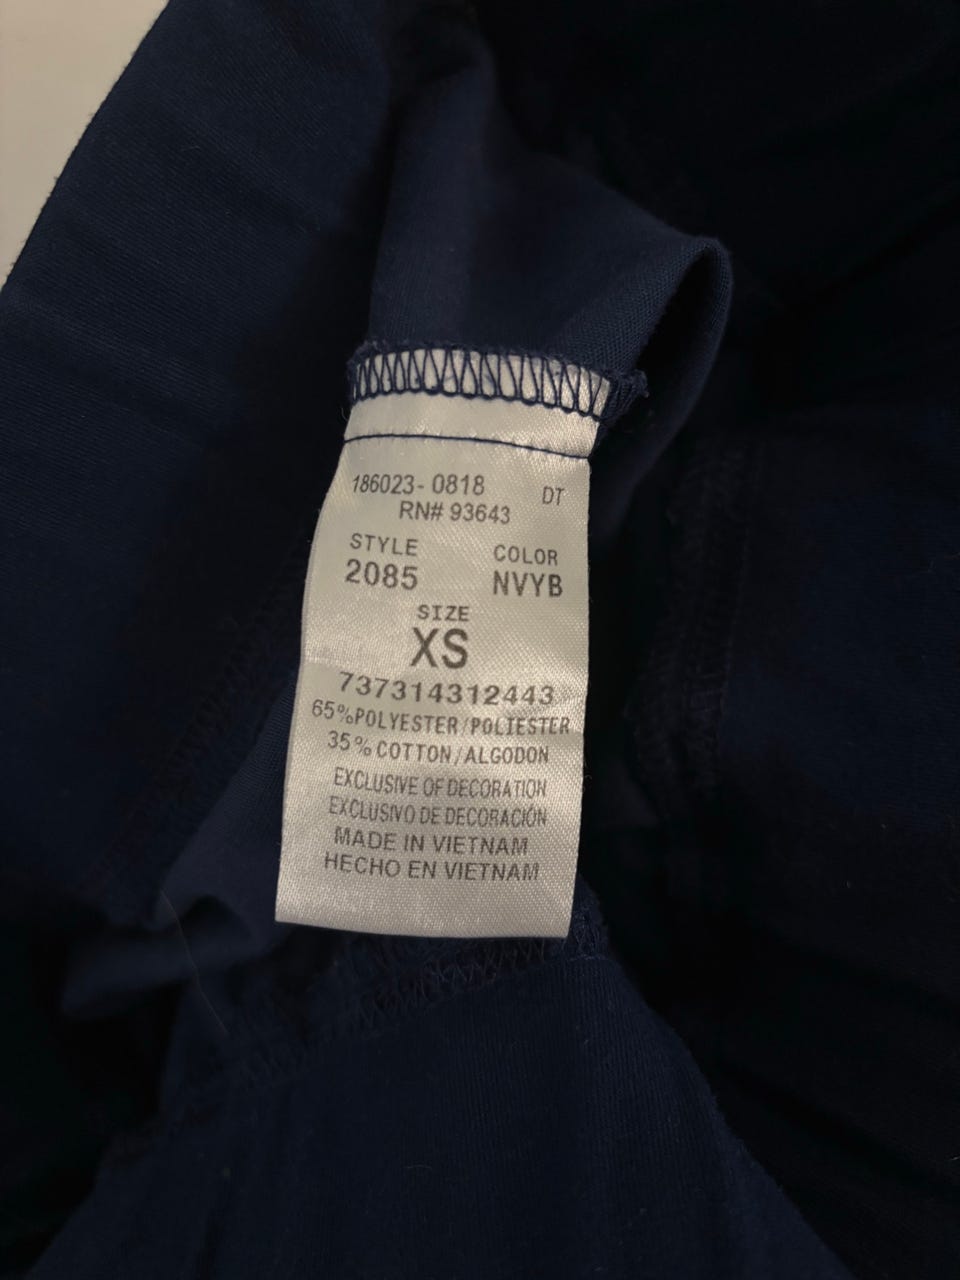 186023-0818 DT
RN# 93643
STYLE COLOR
2085 NVYB
SIZE
XS
737314312443
65%POLYESTER/POLIESTER
35%COTTON/ALGODON
EXCLUSIVE OF DECORATION
EXCLUSIVO DE DECORACIÓN
MADE IN VIETNAM
HECHO EN VIETNAM